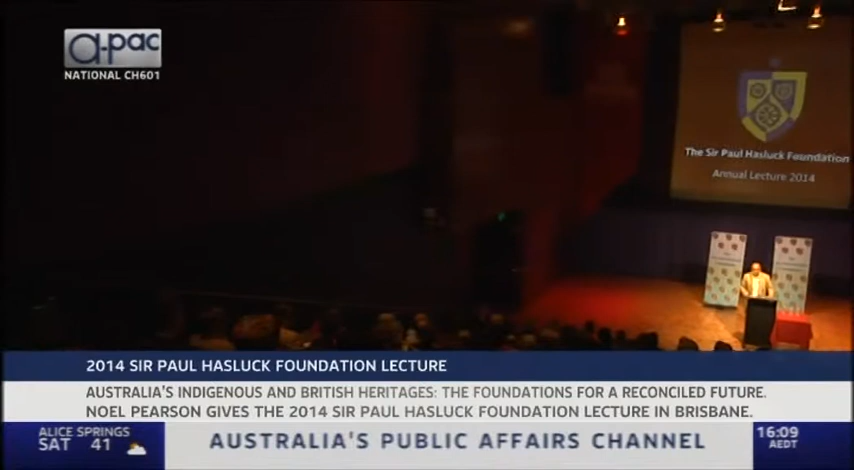 a-pac
NATIONAL CH601
The Sir Paul Hasluck Foundation
Annual Lecture 2014
2014 SIR PAUL HASLUCK FOUNDATION LECTURE
AUSTRALIA'S INDIGENOUS AND BRITISH HERITAGES: THE FOUNDATIONS FOR A RECONCILED FUTURE.
NOEL PEARSON GIVES THE 2014 SIR PAUL HASLUCK FOUNDATION LECTURE IN BRISBANE.
ALICE SPRINGS
SAT 41
AUSTRALIA'S PUBLIC AFFAIRS CHANNEL
16:09
AEDT